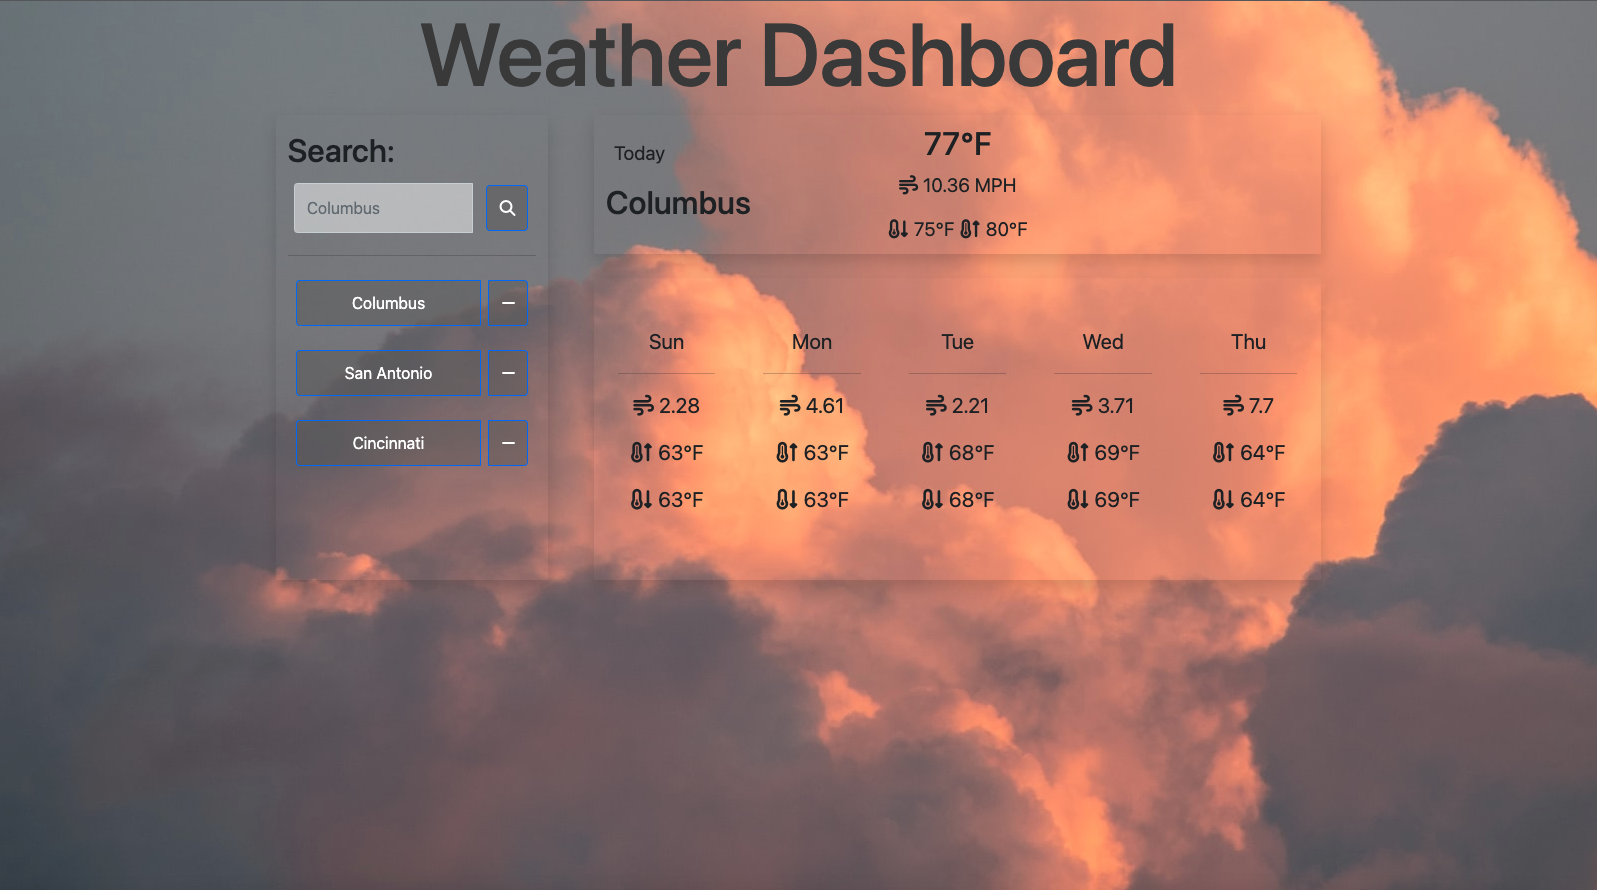 Weather Dashboard
Search:
Columbus
Columbus
San Antonio
Cincinnati
Today
Columbus
77°F
10.36 MPH
75°F 80°F
Sun Mon Tue Wed Thu
2.28 4.61 2.21 3.71 7.7
63°F 63°F 68°F 69°F 64°F
63°F 63°F 68°F 69°F 64°F